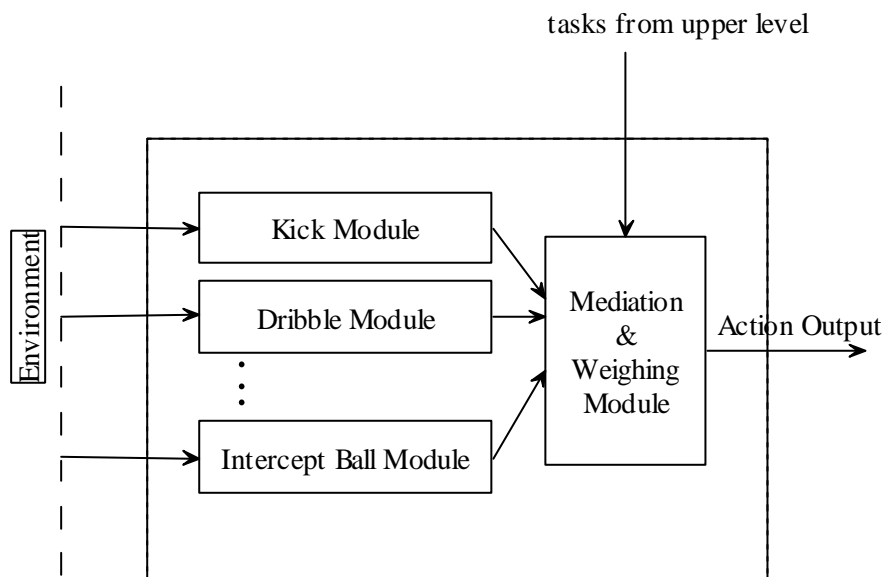 tasks from upper level
Environment
Kick Module
Dribble Module
Intercept Ball Module
Mediation
&
Weighing
Module
Action Output